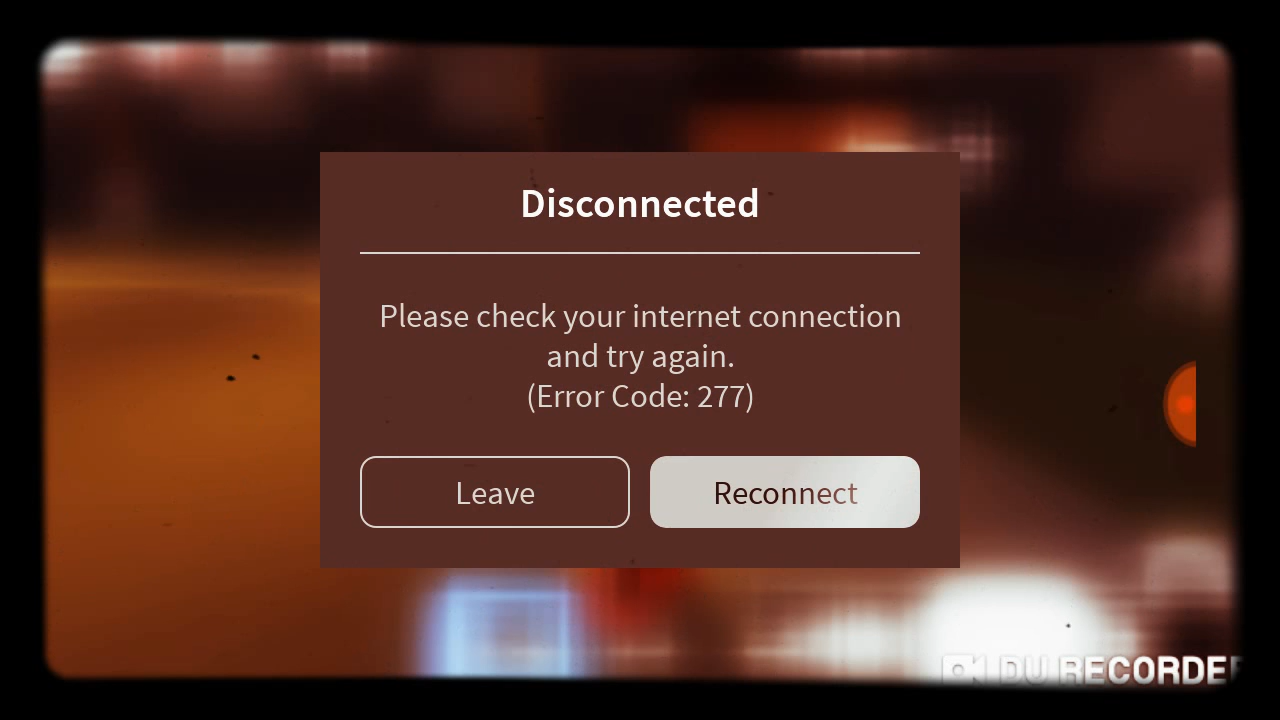 Disconnected
Please check your internet connection
and try again.
(Error Code: 277)
Leave
Reconnect
DU RECORDER